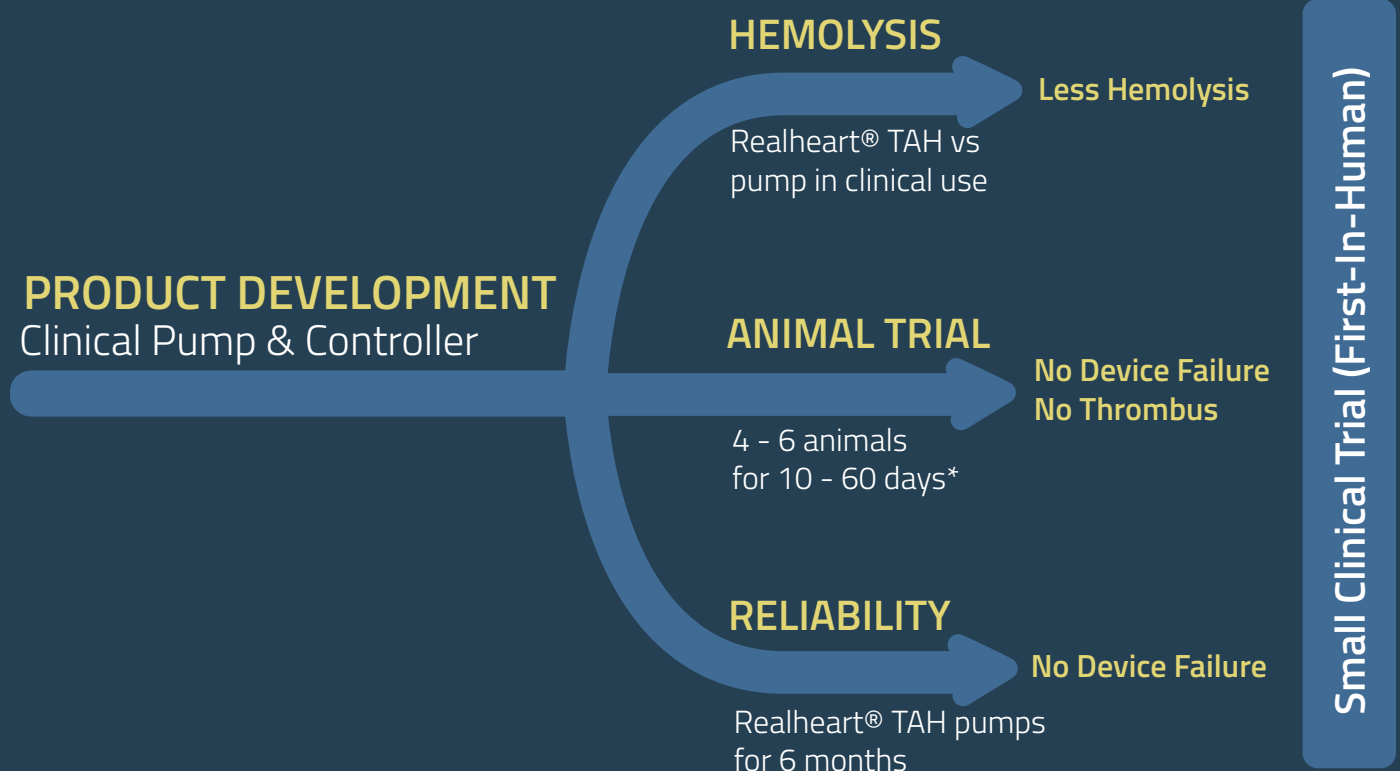 HEMOLYSIS
Less Hemolysis
Realheart® TAH vs
pump in clinical use
PRODUCT DEVELOPMENT
Clinical Pump & Controller
ANIMAL TRIAL
No Device Failure
No Thrombus
4 - 6 animals
for 10 - 60 days*
RELIABILITY
No Device Failure
Realheart® TAH pumps
for 6 months
Small Clinical Trial (First-In-Human)